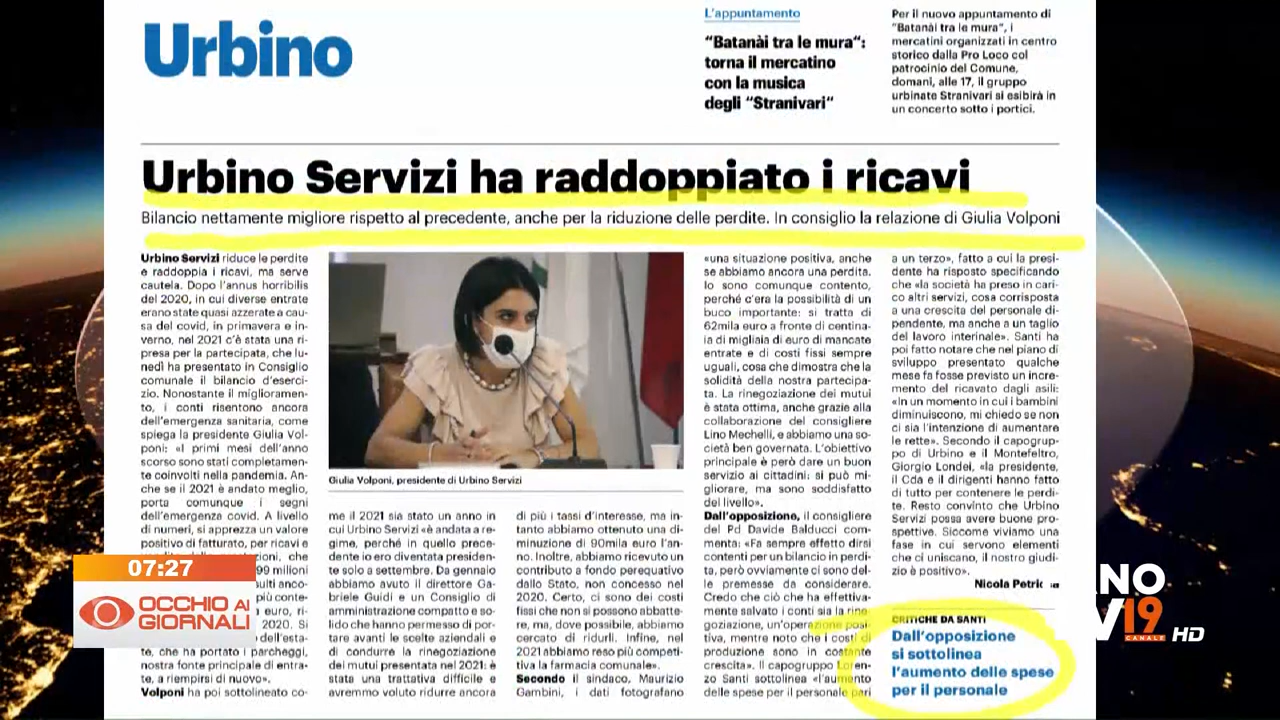 Urbino
L'appuntamento
"Batanài tra le mura":
torna il mercatino
con la musica
degli "Stranivari"
Per il nuovo appuntamento di
"Batanài tra le mura", i
mercatini organizzati in centro
storico dalla Pro Loco col
patrocinio del Comune,
domani, alle 17, il gruppo
urbinate Stranivari si esibirà in
un concerto sotto i portici.
Urbino Servizi ha raddoppiato i ricavi
Bilancio nettamente migliore rispetto al precedente, anche per la riduzione delle perdite. In consiglio la relazione di Giulia Volponi
Urbino Servizi riduce le perdite
e raddoppia i ricavi, ma serve
cautela. Dopo l'annus horribilis
del 2020, in cui diverse entrate
erano state quasi azzerate a cau-
sa del covid, in primavera e in-
verno, nel 2021 c'è stata una ri-
presa per la partecipata, che lu-
nedì ha presentato in Consiglio
comunale il bilancio d'eserci-
zio. Nonostante il miglioramen-
to, i conti risentono ancora
dell'emergenza sanitaria, come
spiega la presidente Giulia Vol-
poni: «I primi mesi dell'anno
scorso sono stati completamen-
te coinvolti nella pandemia. An-
che se il 2021 è andato meglio,
porta comunque i segni
dell'emergenza covid. A livello
di numeri, si apprezza un valore
positivo di fatturato, per ricavi e
che
99 milioni
ulti anco-
più conte-
euro, ri-
2020. Si
dell'esta-
te, che ha portato i parcheggi,
nostra fonte principale di entra-
te, a riempirsi di nuovo».
Volponi ha poi sottolineato co-
Giulia Volponi, presidente di Urbino Servizi
me il 2021 sia stato un anno in
cui Urbino Servizi «è andata a re-
gime, perché in quello prece-
dente io ero diventata presiden-
te solo a settembre. Da gennaio
abbiamo avuto il direttore Ga-
briele Guidi e un Consiglio di
amministrazione compatto e so-
lido che hanno permesso di por-
tare avanti le scelte aziendali e
di condurre la rinegoziazione
dei mutui presentata nel 2021: è
stata una trattativa difficile e
avremmo voluto ridurre ancora
di più i tassi d'interesse, ma in-
tanto abbiamo ottenuto una di-
minuzione di 90mila euro l'an-
no. Inoltre, abbiamo ricevuto un
contributo a fondo perequativo
dallo Stato, non concesso nel
2020. Certo, ci sono dei costi
fissi che non si possono abbatte-
re, ma, dove possibile, abbiamo
cercato di ridurli. Infine, nel
2021 abbiamo reso più competi-
tiva la farmacia comunale».
Secondo il sindaco, Maurizio
Gambini, i dati fotografano
«una situazione positiva, anche
se abbiamo ancora una perdita.
Io sono comunque contento,
perché c'era la possibilità di un
buco importante: si tratta di
62mila euro a fronte di centina-
ia di migliaia di euro di mancate
entrate e di costi fissi sempre
uguali, cosa che dimostra che la
solidità della nostra partecipa-
ta. La rinegoziazione dei mutui
è stata ottima, anche grazie alla
collaborazione del consigliere
Lino Mechelli, e abbiamo una so-
cietà ben governata. L'obiettivo
principale è però dare un buon
servizio ai cittadini: si può mi-
gliorare, ma sono soddisfatto
del livello».
Dall'opposizione, il consigliere
del Pd Davide Balducci com-
menta: «Fa sempre effetto dirsi
contenti per un bilancio in perdi-
ta, però ovviamente ci sono del-
le premesse da considerare.
Credo che ciò che ha effettiva-
mente salvato i conti sia la rine-
goziazione, un'operazione posi-
tiva, mentre noto che i costi di
produzione sono in costante
crescita». Il capogruppo Loren-
zo Santi sottolinea «l'aumento
delle spese per il personale pari
a un terzo», fatto a cui la presi-
dente ha risposto specificando
che «la società ha preso in cari-
co altri servizi, cosa corrisposta
a una crescita del personale di-
pendente, ma anche a un taglio
del lavoro interinale». Santi ha
poi fatto notare che nel piano di
sviluppo presentato qualche
mese fa fosse previsto un incre-
mento del ricavato dagli asili:
«In un momento in cui i bambini
diminuiscono, mi chiedo se non
ci sia l'intenzione di aumentare
le rette». Secondo il capogrup-
po di Urbino e il Montefeltro,
Giorgio Londei, «la presidente,
il Cda e il dirigenti hanno fatto
di tutto per contenere le perdi-
te. Resto convinto che Urbino
Servizi possa avere buone pro-
spettive. Siccome viviamo una
fase in cui servono elementi
che ci uniscano, il nostro giudi-
zio è positivo».
Nicola Petric
CRITICHE DA SANTI
Dall'opposizione
si sottolinea
l'aumento delle spese
per il personale
07:27
OCCHIO AI
GIORNALI
ANO
V19
CANALE
HD